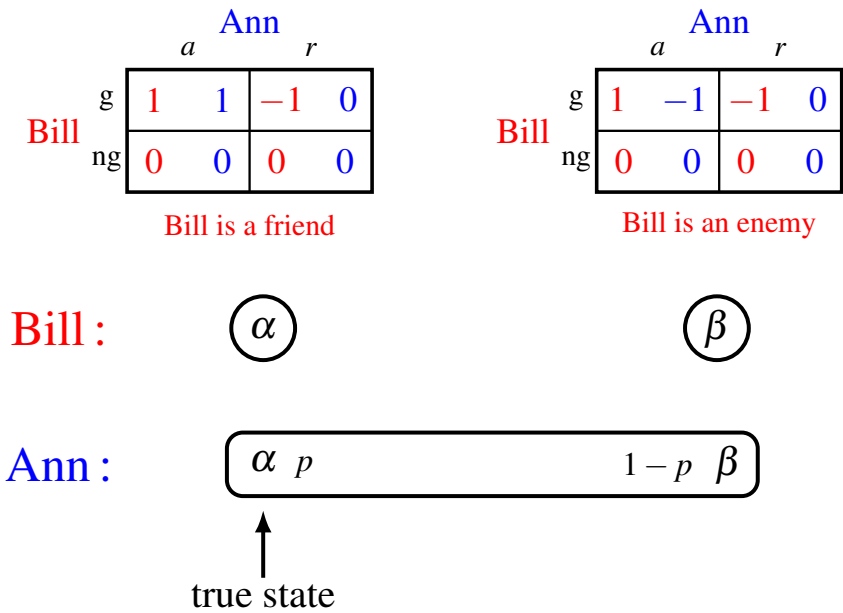 Ann Ann
a r a r
g 1 1 −1 0 g 1 −1 −1 0
Bill Bill
ng 0 0 0 0 ng 0 0 0 0
Bill is a friend Bill is an enemy
Bill : α β
Ann : α p 1 − p β
true state